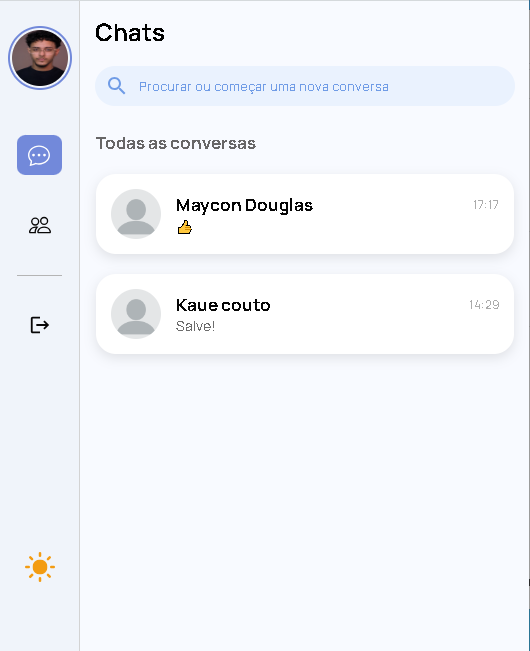 Chats
Procurar ou começar uma nova conversa
Todas as conversas
Maycon Douglas
17:17
👍
Kaue couto
14:29
Salve!